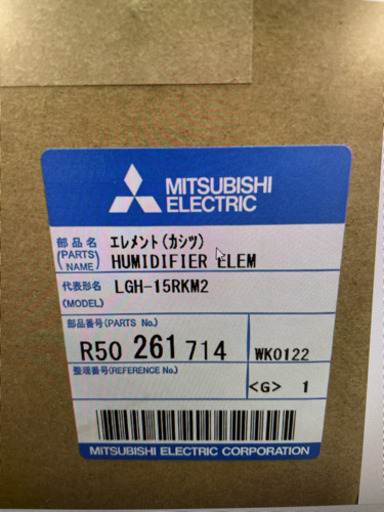 MITSUBISHI
ELECTRIC
部品名 エレメント(カシツ)
(PARTS NAME) HUMIDIFIER ELEM
代表形名 LGH-15RKM2
(MODEL)
部品番号(PARTS No.)
R50 261 714 WK0122
整理番号(REFERENCE No.)
<G> 1
MITSUBISHI ELECTRIC CORPORATION